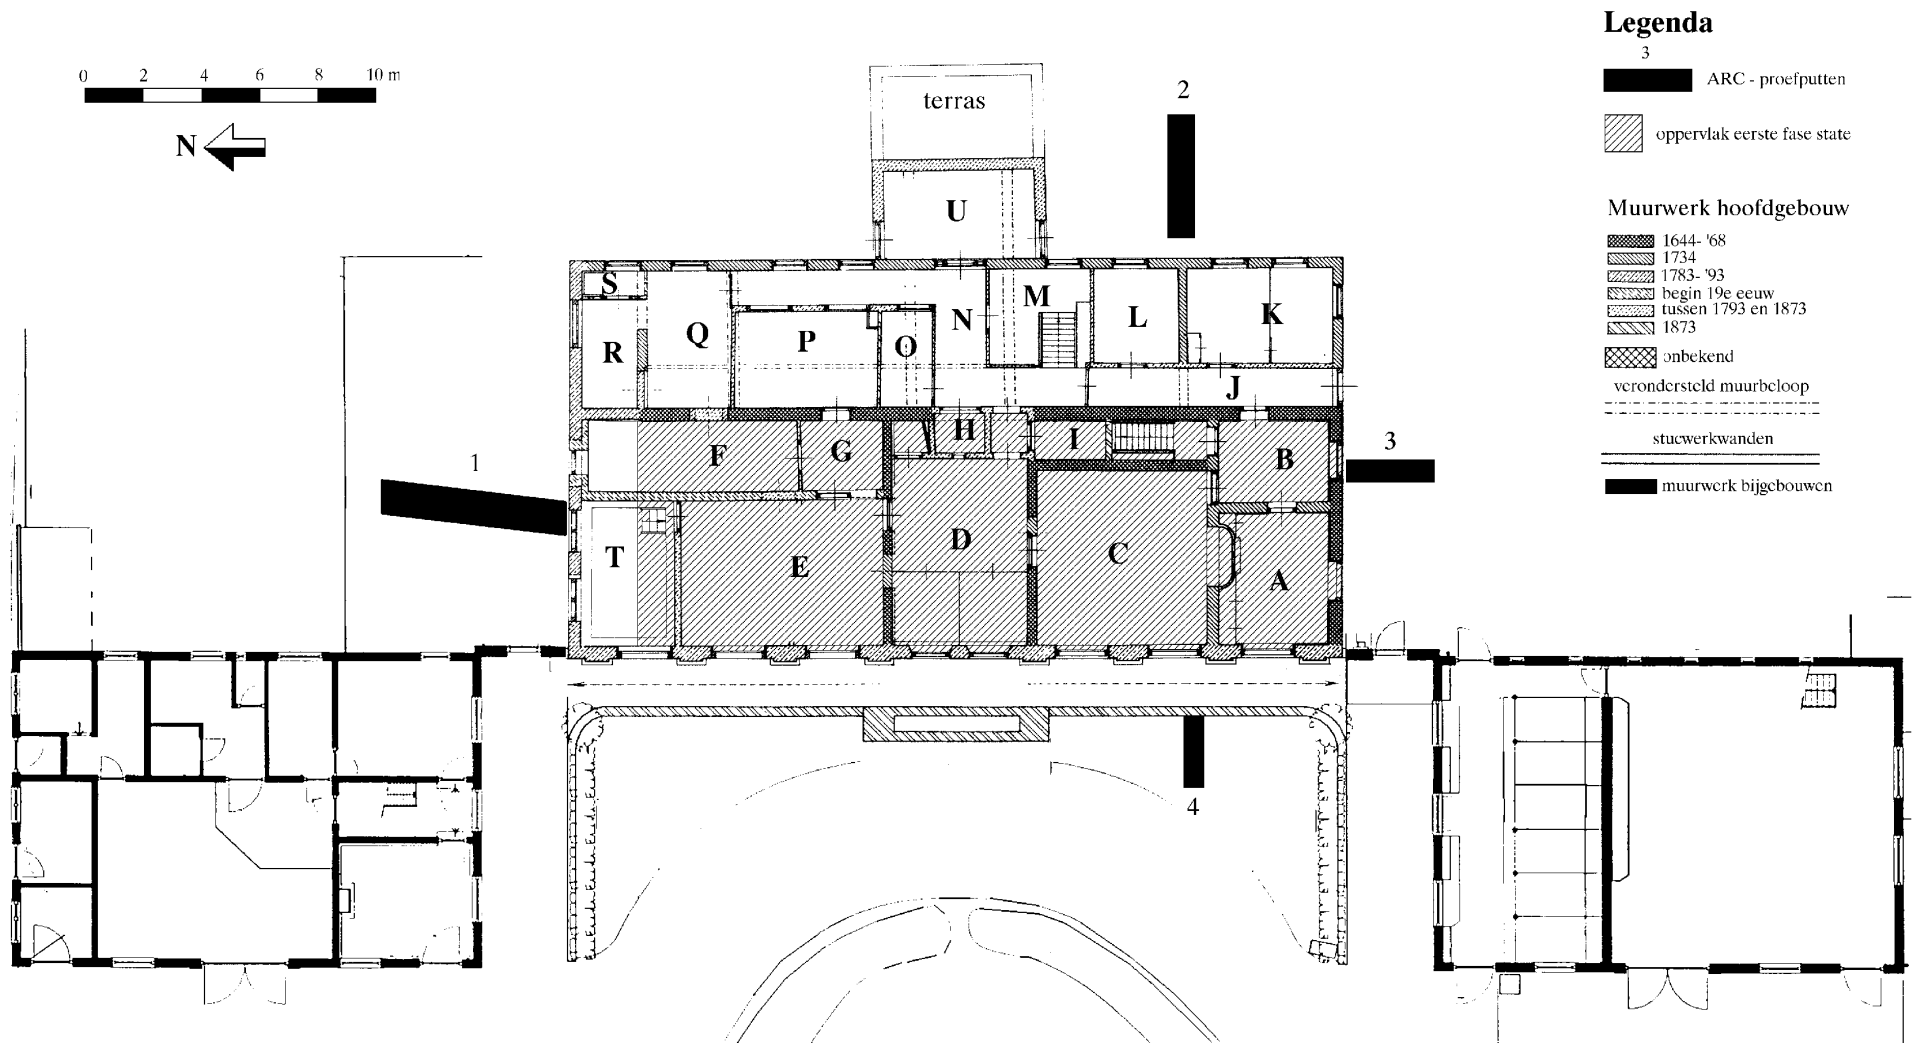 0 2 4 6 8 10 m
N
terras
2
U
S
R
Q
P
O
N
M
L
K
J
F
G
H
I
B
1
3
T
E
D
C
A
4
Legenda
3
ARC - proefputten
oppervlak eerste fase state
Muurwerk hoofdgebouw
1644- '68
1734
1783- '93
begin 19e eeuw
tussen 1793 en 1873
1873
onbekend
verondersteld muurbeloop
stucwerkwanden
muurwerk bijgebouwen